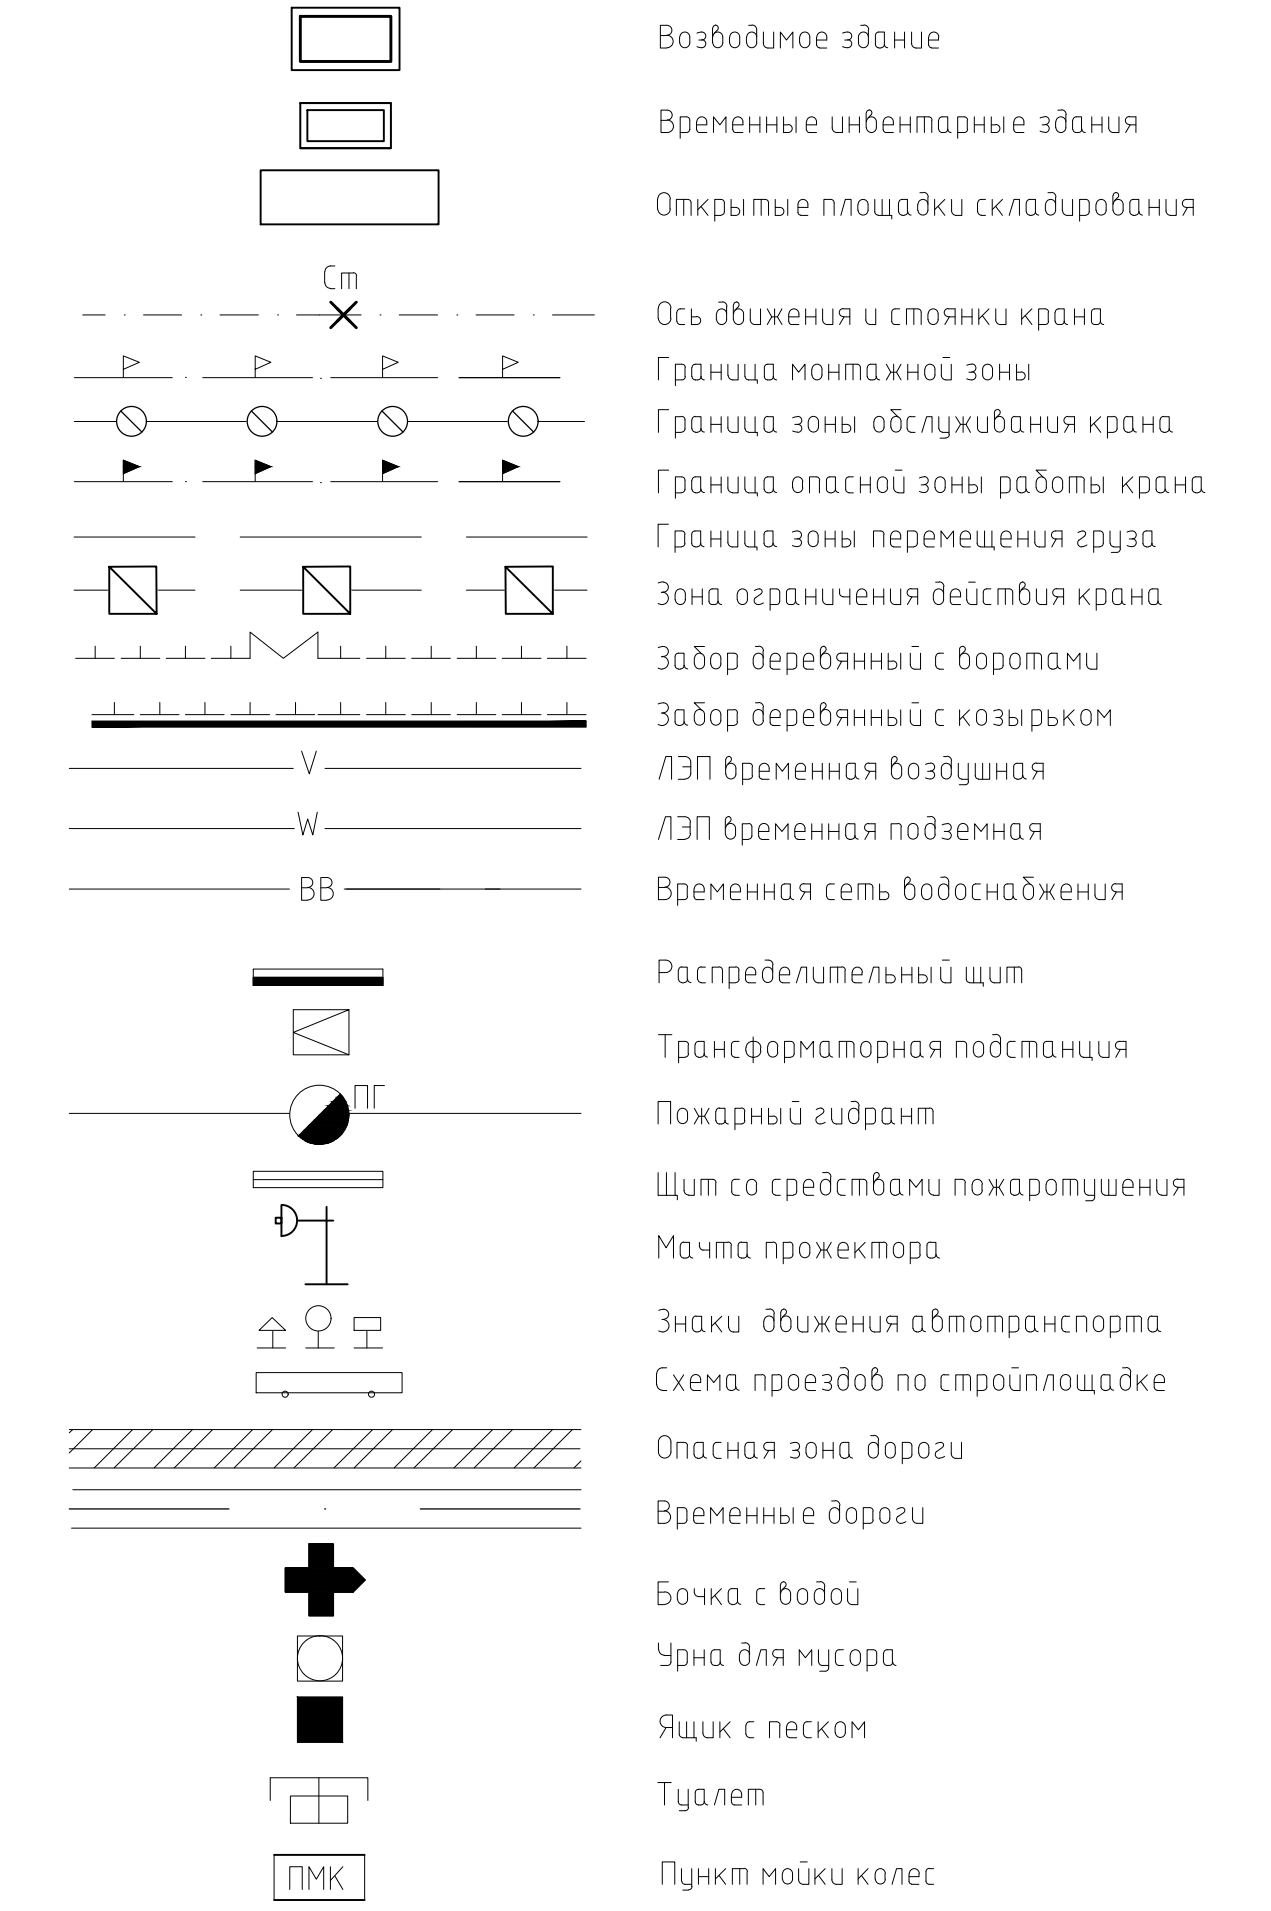 Возводимое здание
Временные инвентарные здания
Открытые площадки складирования
Ст
Ось движения и стоянки крана
Граница монтажной зоны
Граница зоны обслуживания крана
Граница опасной зоны работы крана
Граница зоны перемещения груза
Зона ограничения действия крана
Забор деревянный с воротами
Забор деревянный с козырьком
V ЛЭП временная воздушная
W ЛЭП временная подземная
ВВ Временная сеть водоснабжения
Распределительный щит
Трансформаторная подстанция
ПГ
Пожарный гидрант
Щит со средствами пожаротушения
Мачта прожектора
Знаки движения автотранспорта
Схема проездов по стройплощадке
Опасная зона дороги
Временные дороги
Бочка с водой
Урна для мусора
Ящик с песком
Туалет
ПМК Пункт мойки колес